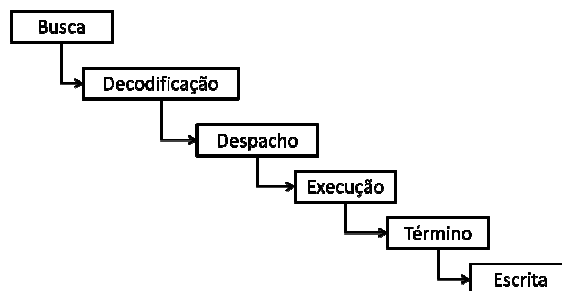 Busca
Decodificação
Despacho
Execução
Término
Escrita